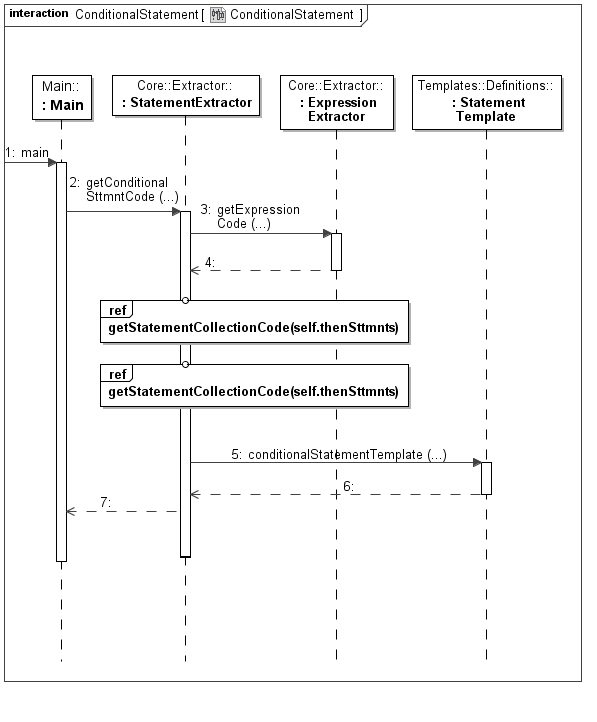 interaction ConditionalStatement [ ConditionalStatement ]
Main::
: Main
Core::Extractor::
: StatementExtractor
Core::Extractor::
: Expression
Extractor
Templates::Definitions::
: Statement
Template
1: main
2: getConditional
SttmntCode (...)
3: getExpression
Code (...)
4:
ref
getStatementCollectionCode(self.thenSttmnts)
ref
getStatementCollectionCode(self.thenSttmnts)
5: conditionalStatementTemplate (...)
6:
7: